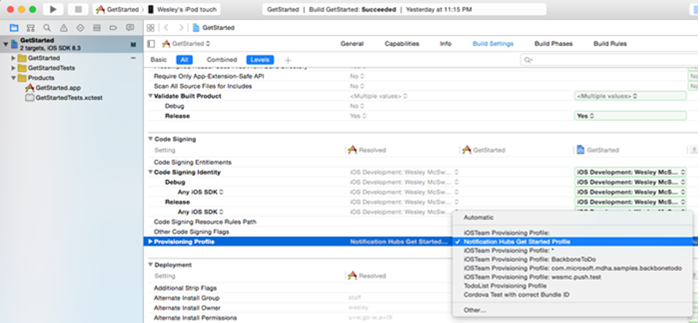 GetStarted
Wesley's iPod touch
GetStarted | Build GetStarted: Succeeded | Yesterday at 11:15 PM
GetStarted
2 targets, iOS SDK 8.3
GetStarted
GetStartedTests
Products
GetStarted.app
GetStartedTests.xctest
GetStarted
GetStarted
General
Capabilities
Info
Build Settings
Build Phases
Build Rules
Basic
All
Combined
Levels
Require Only App-Extension-Safe API
No
No
Scan All Source Files for Includes
No
No
Validate Built Product
<Multiple values>
<Multiple values>
Debug
No
Release
Yes
Yes
Code Signing
Setting
Resolved
GetStarted
GetStarted
Code Signing Entitlements
Code Signing Identity
iOS Development: Wesley McSw...
iOS Development: Wesley McS...
Debug
iOS Development: Wesley McSw...
iOS Development: Wesley McS...
Any iOS SDK
iOS Development: Wesley McSw...
iOS Development: Wesley McS...
Release
iOS Development: Wesley McSw...
iOS Development: Wesley McS...
Any iOS SDK
iOS Development: Wesley McSw...
iOS Development: Wesley McS...
Code Signing Resource Rules Path
Other Code Signing Flags
Provisioning Profile
Notification Hubs Get Started...
Automatic
iOSTeam Provisioning Profile:
Notification Hubs Get Started Profile
iOSTeam Provisioning Profile: *
iOSTeam Provisioning Profile: BackboneToDo
iOSTeam Provisioning Profile: com.microsoft.mdha.samples.backbonetodo
iOSTeam Provisioning Profile: wesmc.push.test
TodoList Provisioning Profile
Cordova Test with correct Bundle ID
Other...
Deployment
Setting
Resolved
Additional Strip Flags
Alternate Install Group
staff
Alternate Install Owner
wesley
Alternate Install Permissions
u+w,go-w,a+rX